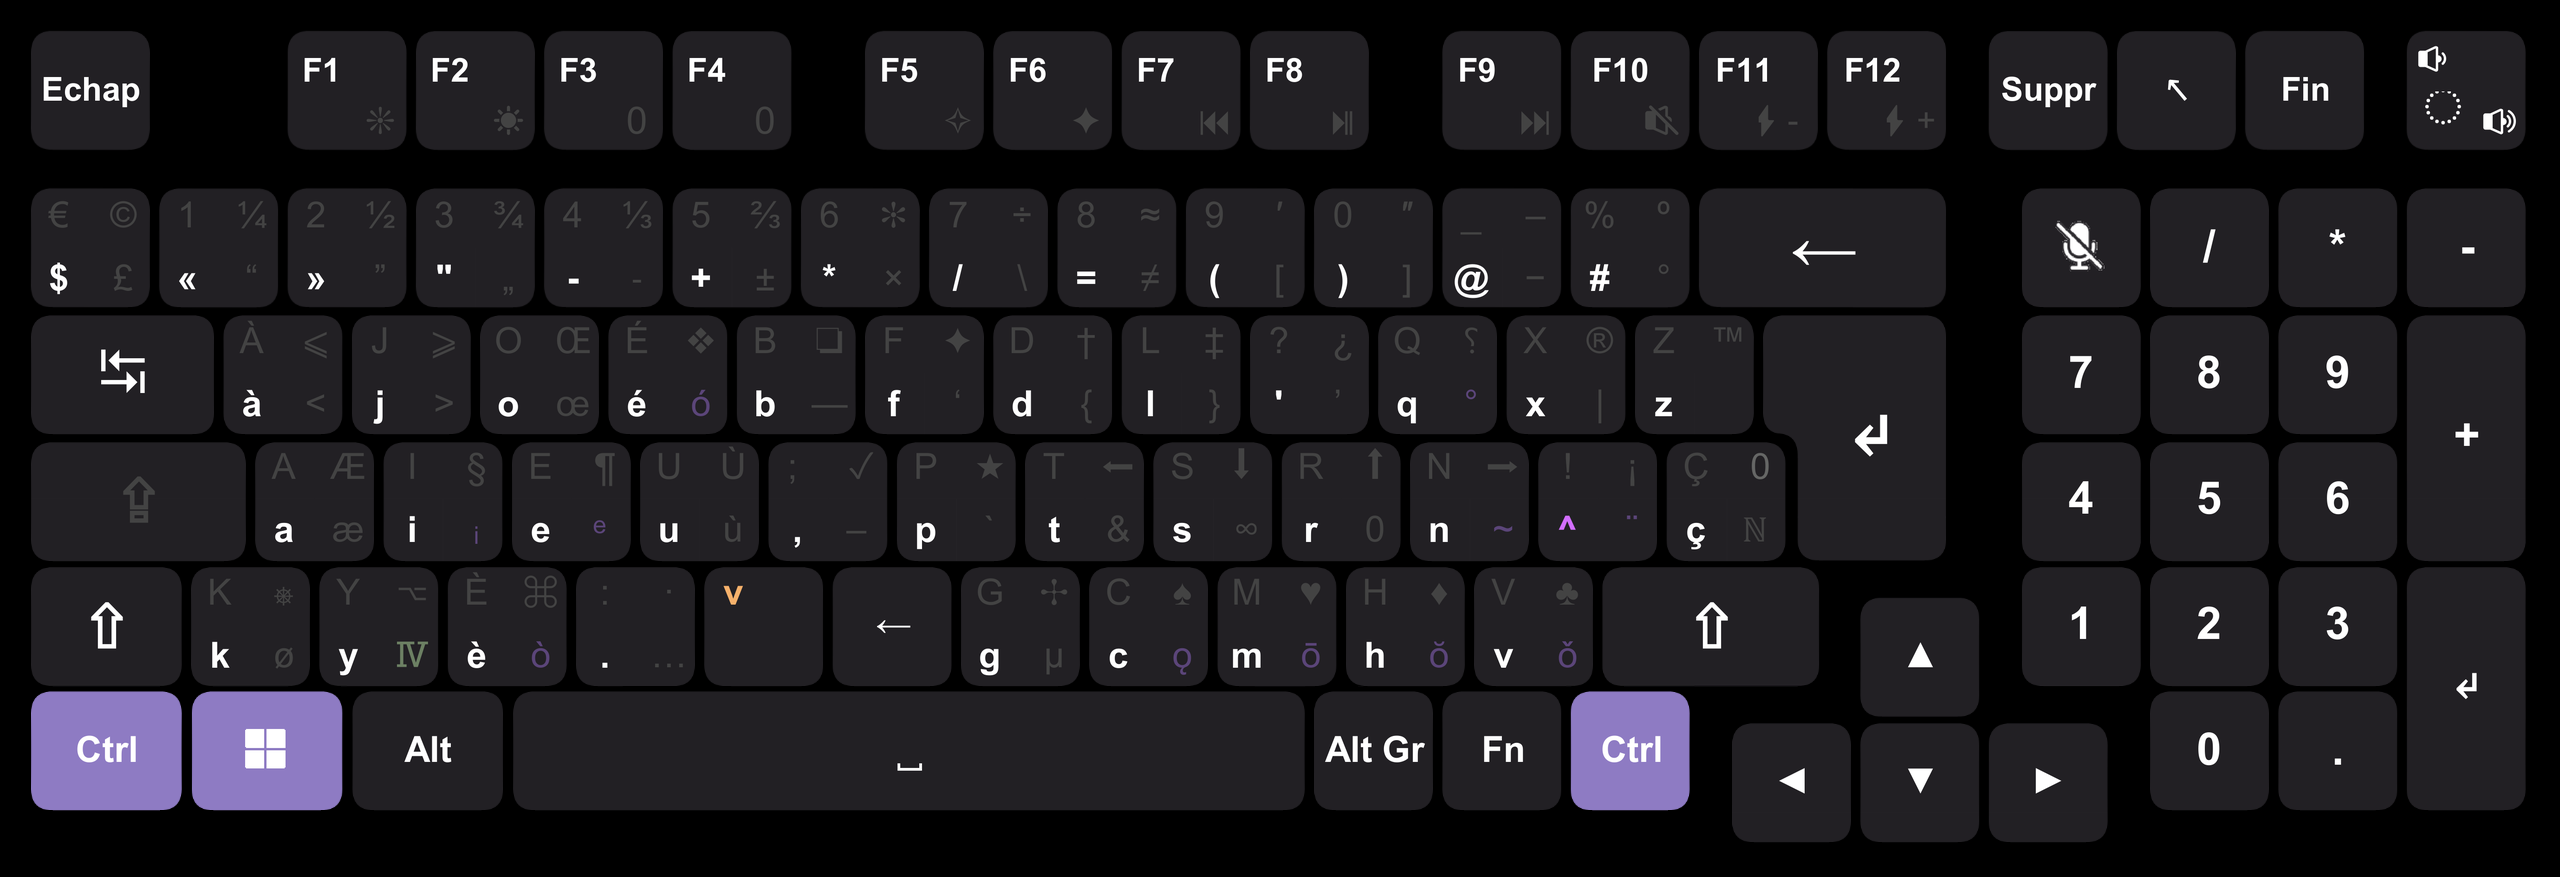 Echap F1 F2 F3 0 F4 0 F5 F6 F7 F8 F9 F10 F11 - F12 + Suppr ↖ Fin
€ © 1 ¼ 2 ½ 3 ¾ 4 ⅓ 5 ⅔ 6 ✻ 7 ÷ 8 ≈ 9 ′ 0 ″ _ — % º
$ £ « “ » ” " „ - - + ± * × / \ = ≠ ( [ ) ] @ − # ° ← / * -
À ⩽ J ⩾ O Œ É ❖ B ❏ F ✦ D † L ‡ ? ¿ Q ⸮ X ® Z ™
à < j > o œ é ó b — f ‘ d { l } ' ’ q ° x | z ↲ 7 8 9 +
A Æ I § E ¶ U Ù ; ✓ P ★ T ← S ↓ R ↑ N → ! ¡ Ç 0
a æ i i e e u ù , – p ` t & s ∞ r 0 n ~ ^ ¨ ç ℕ 4 5 6
K ⎈ Y ⌥ È ⌘ : · v G ✢ C ♠ M ♥ H ♦ V ♣
k ø y Ⅳ è ò . … ← g µ c ǫ m ō h ŏ v ǒ ⇧ ▲ 1 2 3 ↲
Ctrl Alt ⎵ Alt Gr Fn Ctrl ◀ ▼ ▶ 0 .